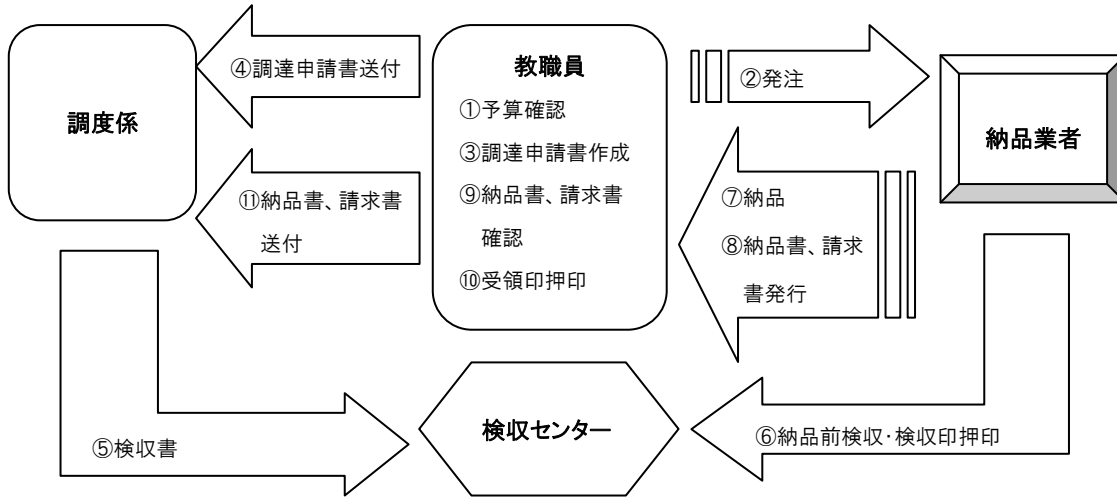 ④調達申請書送付
教職員
②発注
調度係
①予算確認
③調達申請書作成
⑨納品書、請求書
確認
⑩受領印押印
納品業者
⑪納品書、請求書
送付
⑦納品
⑧納品書、請求
書発行
⑤検収書
検収センター
⑥納品前検収・検収印押印